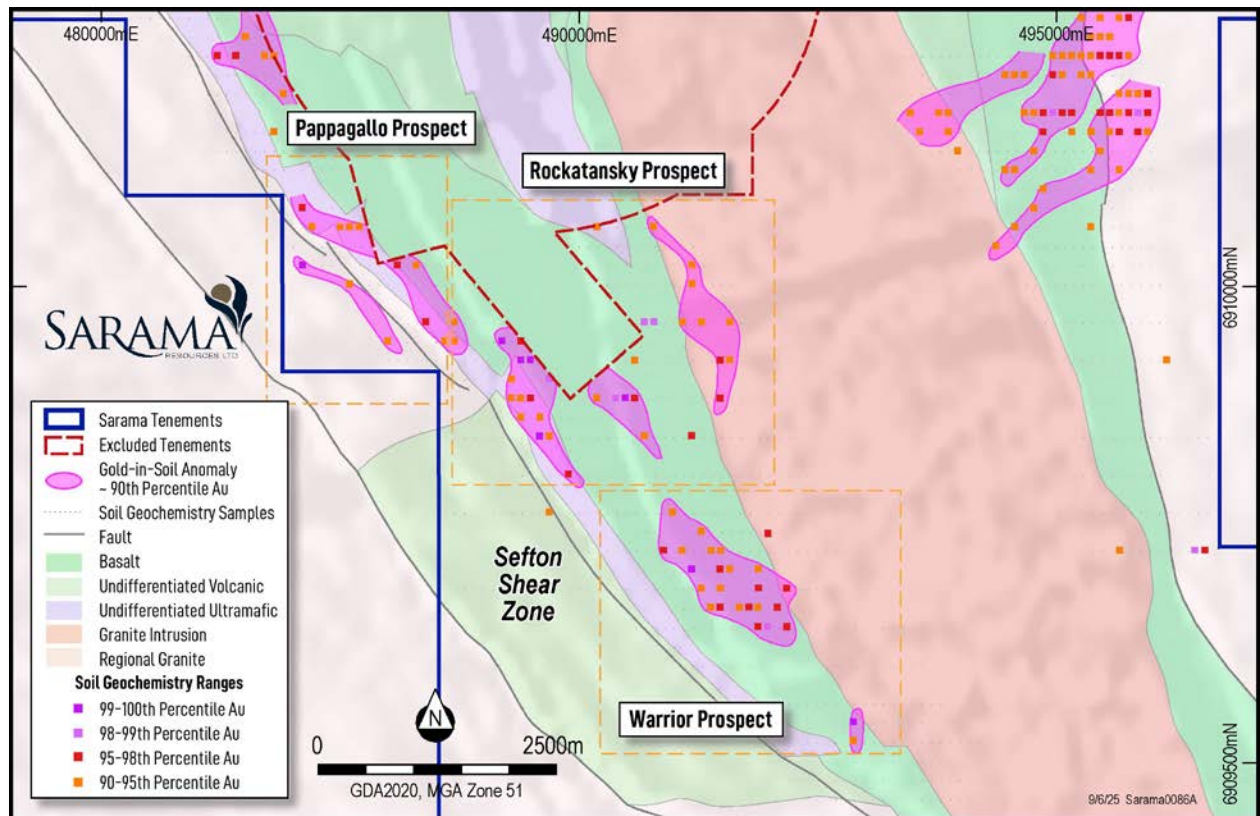 480000mE
490000mE
495000mE
Pappagallo Prospect
Rockatansky Prospect
6910000mN
SARAMA
RESOURCES LTD
Sarama Tenements
Excluded Tenements
Gold-in-Soil Anomaly
~ 90th Percentile Au
Soil Geochemistry Samples
Fault
Basalt
Undifferentiated Volcanic
Undifferentiated Ultramafic
Granite Intrusion
Regional Granite
Soil Geochemistry Ranges
99-100th Percentile Au
98-99th Percentile Au
95-98th Percentile Au
90-95th Percentile Au
Sefton
Shear
Zone
Warrior Prospect
N
0
2500m
GDA2020, MGA Zone 51
6909500mN
9/6/25 Sarama0086A